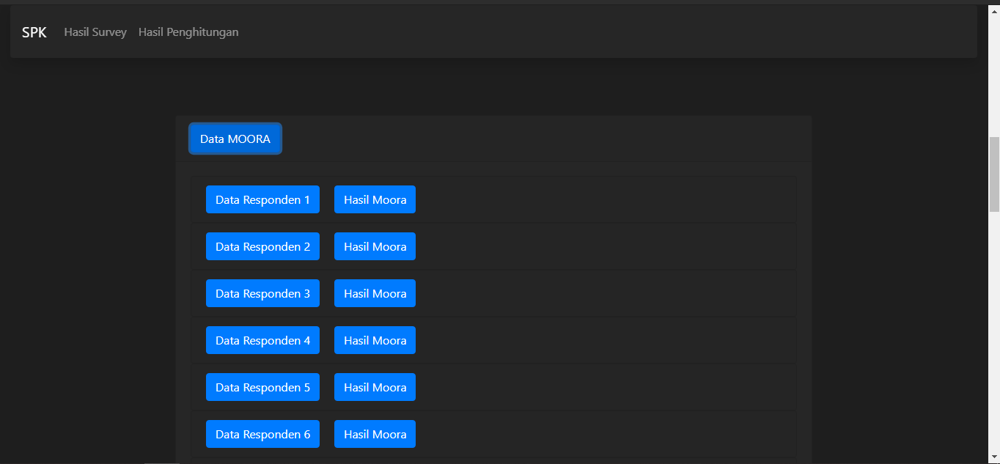 SPK Hasil Survey Hasil Penghitungan
Data MOORA
Data Responden 1 Hasil Moora
Data Responden 2 Hasil Moora
Data Responden 3 Hasil Moora
Data Responden 4 Hasil Moora
Data Responden 5 Hasil Moora
Data Responden 6 Hasil Moora